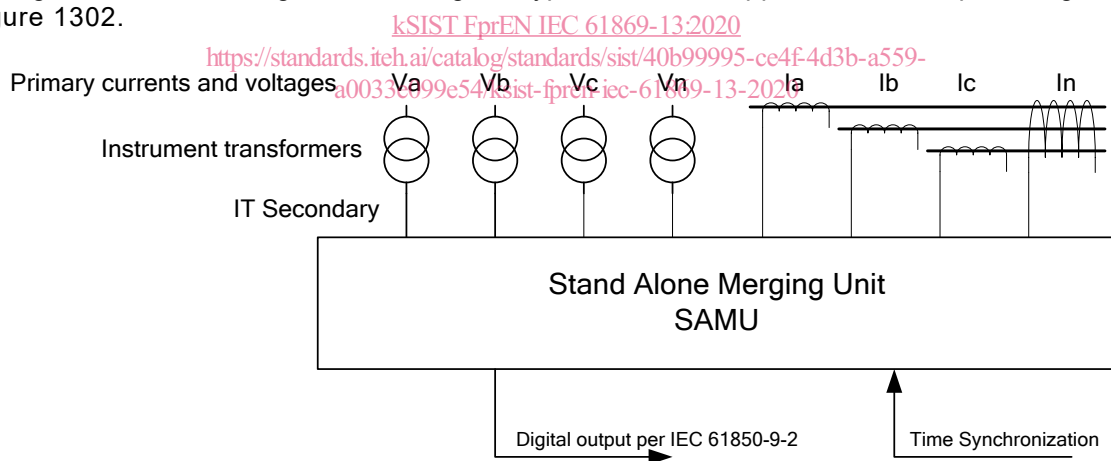 ure 1302.
kSIST FprEN IEC 61869-13:2020
https://standards.iteh.ai/catalog/standards/sist/40b99995-ce4f-4d3b-a559-
Primary currents and voltages Va Vb Vc Vn Ia Ib Ic In
Instrument transformers
IT Secondary
Stand Alone Merging Unit
SAMU
Digital output per IEC 61850-9-2
Time Synchronization